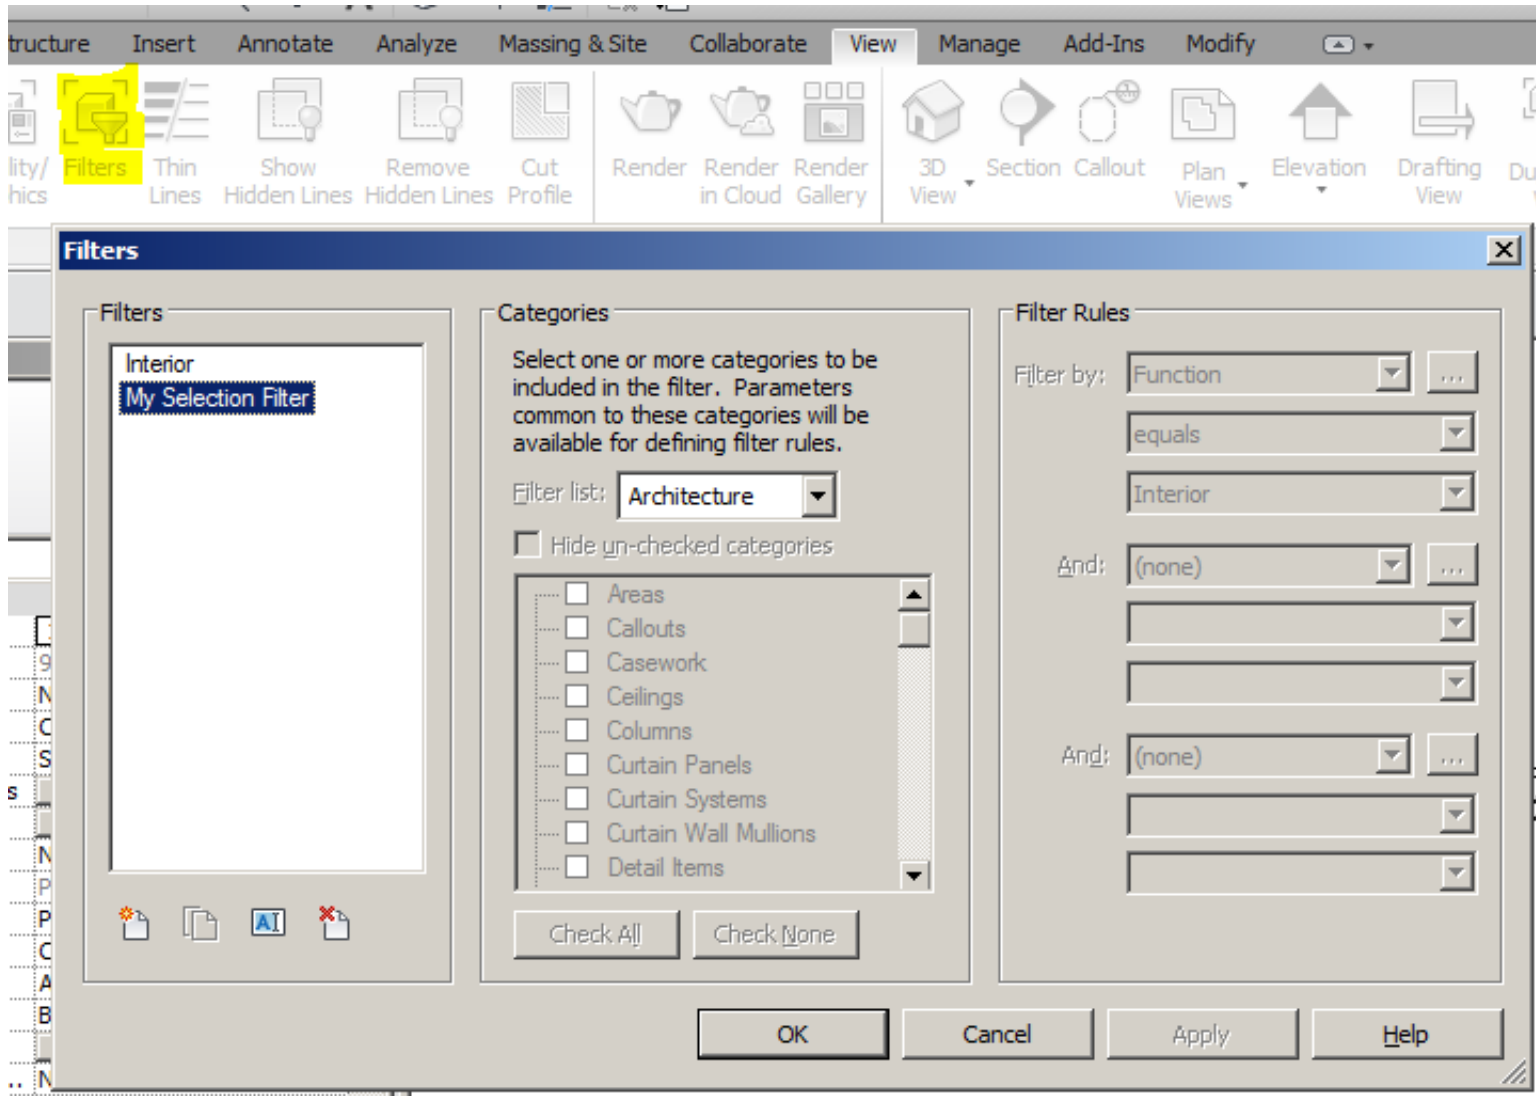 tructure Insert Annotate Analyze Massing & Site Collaborate View Manage Add-Ins Modify
lity/ Filters Thin Show Remove Cut Render Render Render 3D Section Callout Plan Elevation Drafting Du
hics Lines Hidden Lines Hidden Lines Profile in Cloud Gallery View Views View
Filters
Filters
Interior
My Selection Filter
Categories
Select one or more categories to be
included in the filter. Parameters
common to these categories will be
available for defining filter rules.
Filter list: Architecture
Hide un-checked categories
Areas
Callouts
Casework
Ceilings
Columns
Curtain Panels
Curtain Systems
Curtain Wall Mullions
Detail Items
Check All Check None
Filter Rules
Filter by: Function ...
equals
Interior
And: (none) ...
And: (none) ...
OK Cancel Apply Help
9
N
C
S
s
N
P
P
C
A
B
.. N